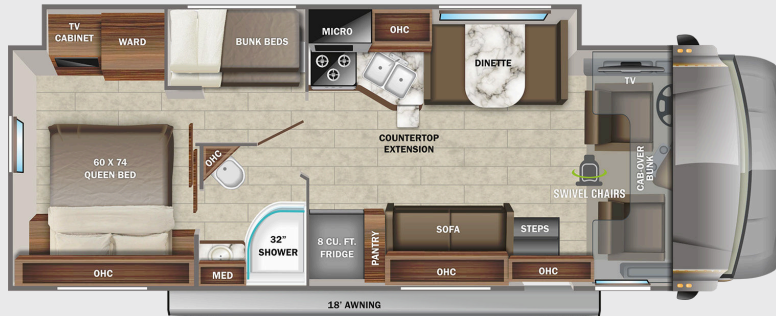 TV
CABINET
WARD
BUNK BEDS
MICRO
OHC
DINETTE
TV
COUNTERTOP
EXTENSION
OHC
60 X 74
QUEEN BED
CAB-OVER
BUNK
SWIVEL CHAIRS
32"
SHOWER
8 CU. FT.
FRIDGE
PANTRY
SOFA
STEPS
OHC
MED
OHC
OHC
18' AWNING